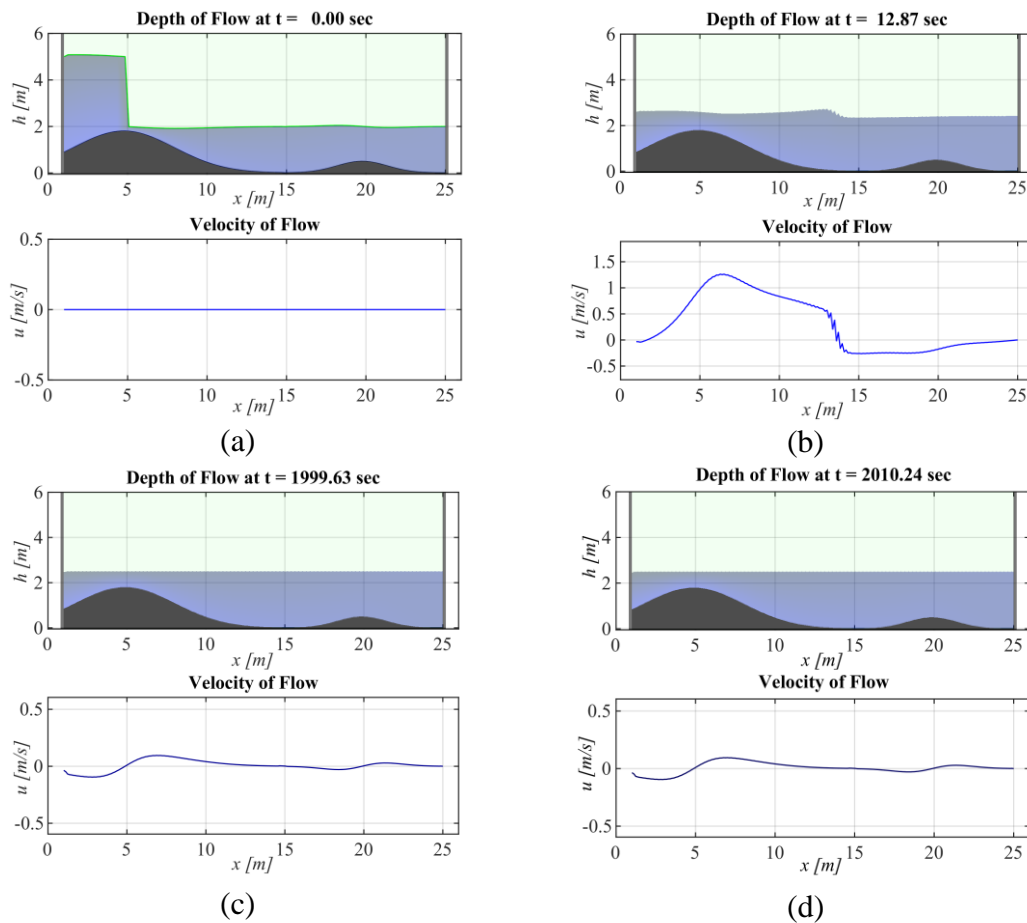 Depth of Flow at t = 0.00 sec
6
4
2
0
h [m]
0 5 10 15 20 25
x [m]
Velocity of Flow
0.5
0
-0.5
u [m/s]
0 5 10 15 20 25
x [m]
(a)
Depth of Flow at t = 12.87 sec
6
4
2
0
h [m]
0 5 10 15 20 25
x [m]
Velocity of Flow
1.5
1
0.5
0
-0.5
u [m/s]
0 5 10 15 20 25
x [m]
(b)
Depth of Flow at t = 1999.63 sec
6
4
2
0
h [m]
0 5 10 15 20 25
x [m]
Velocity of Flow
0.5
0
-0.5
u [m/s]
0 5 10 15 20 25
x [m]
(c)
Depth of Flow at t = 2010.24 sec
6
4
2
0
h [m]
0 5 10 15 20 25
x [m]
Velocity of Flow
0.5
0
-0.5
u [m/s]
0 5 10 15 20 25
x [m]
(d)